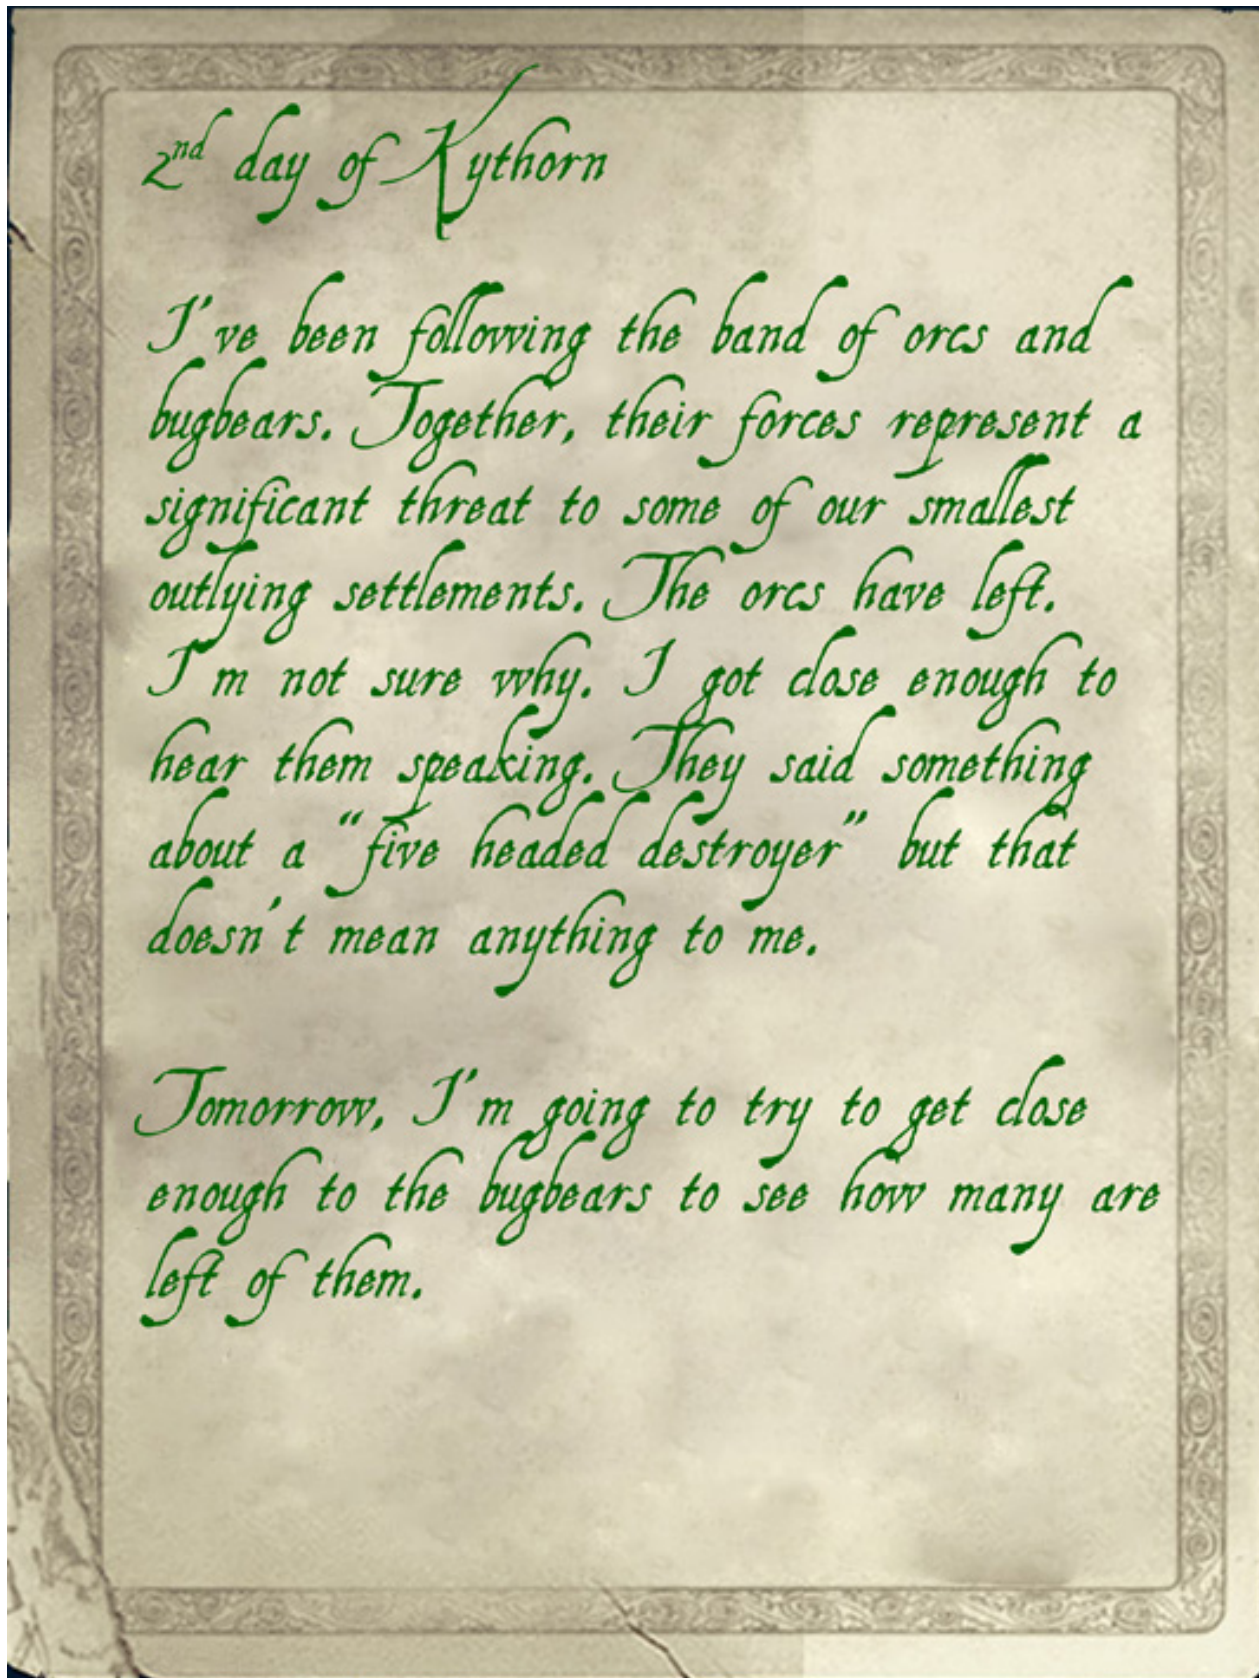 2nd day of Kythorn
I've been following the band of orcs and
bugbears. Together, their forces represent a
significant threat to some of our smallest
outlying settlements. The orcs have left.
I'm not sure why. I got close enough to
hear them speaking. They said something
about a “five headed destroyer” but that
doesn't mean anything to me.
Tomorrow, I'm going to try to get close
enough to the bugbears to see how many are
left of them.